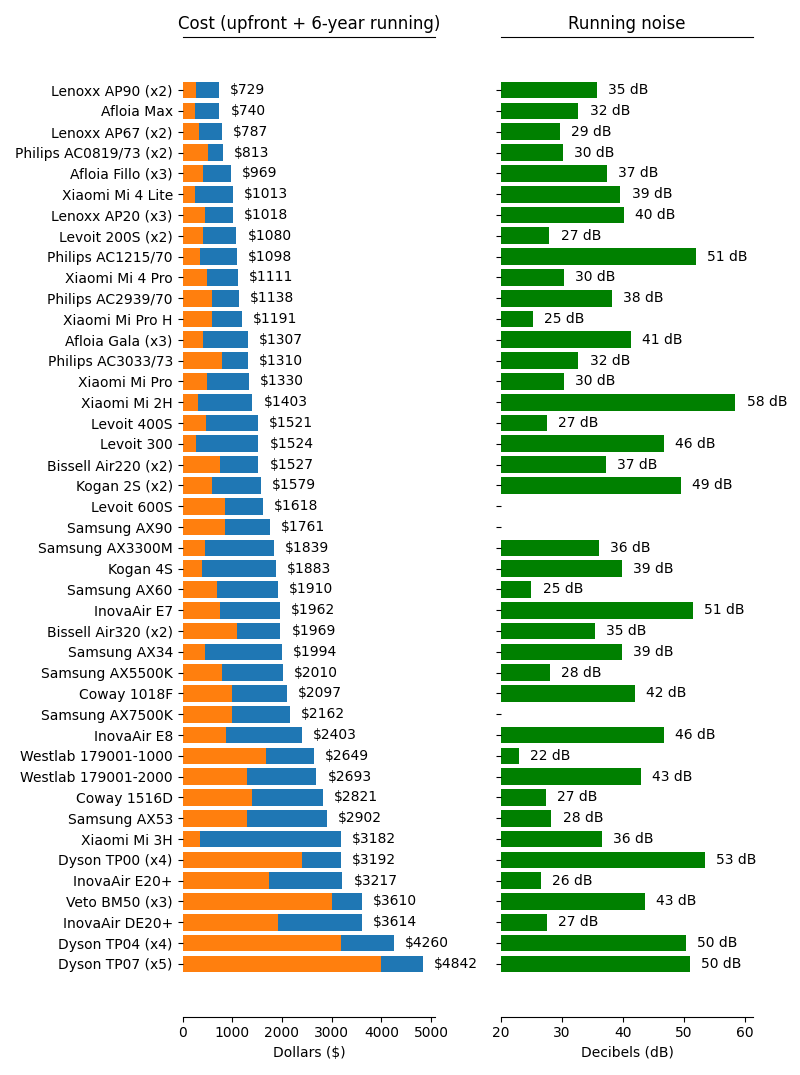 Cost (upfront + 6-year running) Running noise
Lenoxx AP90 (x2) $729 35 dB
Afloia Max $740 32 dB
Lenoxx AP67 (x2) $787 29 dB
Philips AC0819/73 (x2) $813 30 dB
Afloia Fillo (x3) $969 37 dB
Xiaomi Mi 4 Lite $1013 39 dB
Lenoxx AP20 (x3) $1018 40 dB
Levoit 200S (x2) $1080 27 dB
Philips AC1215/70 $1098 51 dB
Xiaomi Mi 4 Pro $1111 30 dB
Philips AC2939/70 $1138 38 dB
Xiaomi Mi Pro H $1191 25 dB
Afloia Gala (x3) $1307 41 dB
Philips AC3033/73 $1310 32 dB
Xiaomi Mi Pro $1330 30 dB
Xiaomi Mi 2H $1403 58 dB
Levoit 400S $1521 27 dB
Levoit 300 $1524 46 dB
Bissell Air220 (x2) $1527 37 dB
Kogan 2S (x2) $1579 49 dB
Levoit 600S $1618
Samsung AX90 $1761
Samsung AX3300M $1839 36 dB
Kogan 4S $1883 39 dB
Samsung AX60 $1910 25 dB
InovaAir E7 $1962 51 dB
Bissell Air320 (x2) $1969 35 dB
Samsung AX34 $1994 39 dB
Samsung AX5500K $2010 28 dB
Coway 1018F $2097 42 dB
Samsung AX7500K $2162
InovaAir E8 $2403 46 dB
Westlab 179001-1000 $2649 22 dB
Westlab 179001-2000 $2693 43 dB
Coway 1516D $2821 27 dB
Samsung AX53 $2902 28 dB
Xiaomi Mi 3H $3182 36 dB
Dyson TP00 (x4) $3192 53 dB
InovaAir E20+ $3217 26 dB
Veto BM50 (x3) $3610 43 dB
InovaAir DE20+ $3614 27 dB
Dyson TP04 (x4) $4260 50 dB
Dyson TP07 (x5) $4842 50 dB
0 1000 2000 3000 4000 5000 20 30 40 50 60
Dollars ($) Decibels (dB)